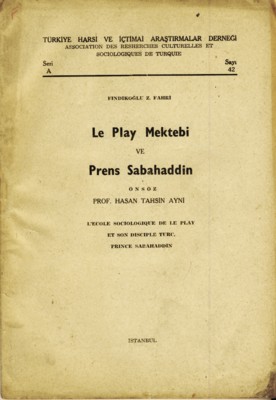 TÜRKİYE HARSİ VE İÇTİMAİ ARAŞTIRMALAR DERNEĞİ
ASSOCIATION DES RECHERCHES CULTURELLES ET
SOCIOLOGIQUES DE TURQUIE
Seri Sayı
A 42
FINDIKOĞLU Z. FAHRİ
Le Play Mektebi
VE
Prens Sabahaddin
ÖNSÖZ
PROF. HASAN TAHSİN AYNİ
L'ECOLE SOCIOLOGIQUE DE LE PLAY
ET SON DISCIPLE TURC,
PRINCE SABAHADDIN
İSTANBUL